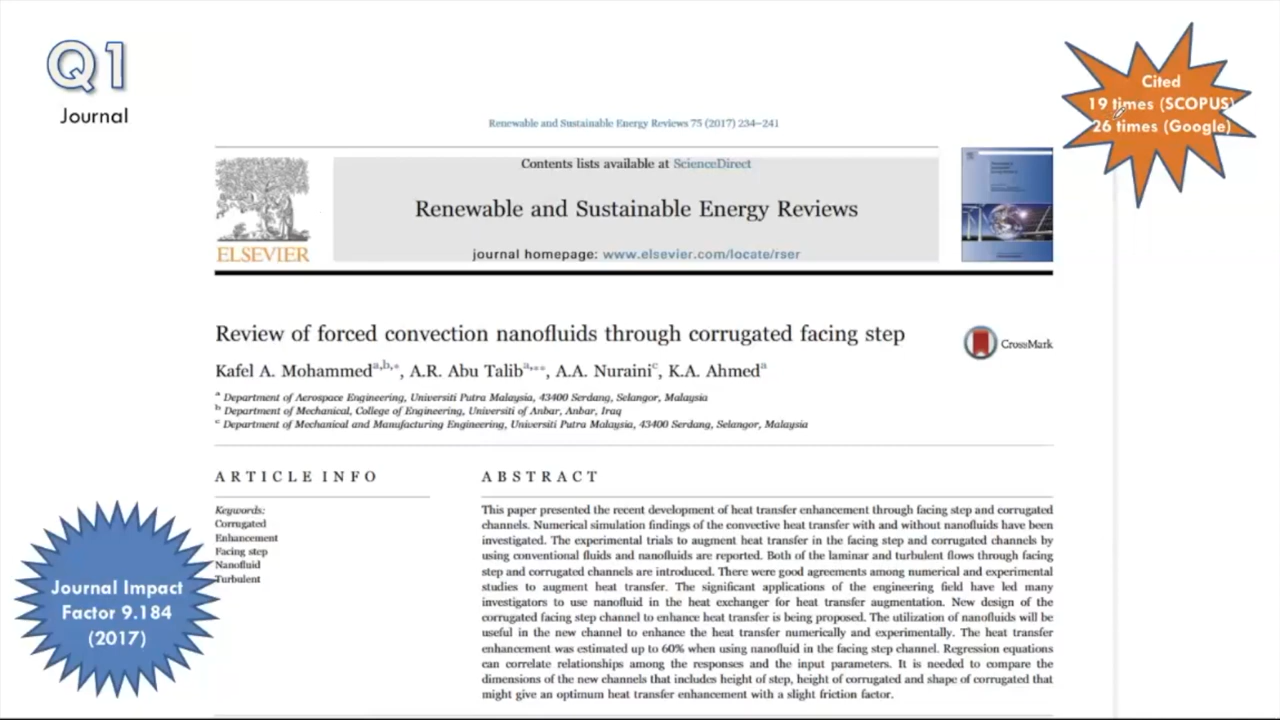 Q1
Journal
Cited
19 times (SCOPUS)
26 times (Google)
Renewable and Sustainable Energy Reviews 75 (2017) 234–241
Contents lists available at ScienceDirect
Renewable and Sustainable Energy Reviews
journal homepage: www.elsevier.com/locate/rser
ELSEVIER
Review of forced convection nanofluids through corrugated facing step
CrossMark
Kafel A. Mohammed^a,b,*, A.R. Abu Talib^a,**, A.A. Nuraini^c, K.A. Ahmed^a
^a Department of Aerospace Engineering, Universiti Putra Malaysia, 43400 Serdang, Selangor, Malaysia
^b Department of Mechanical, College of Engineering, Universiti of Anbar, Anbar, Iraq
^c Department of Mechanical and Manufacturing Engineering, Universiti Putra Malaysia, 43400 Serdang, Selangor, Malaysia
ARTICLE INFO
Keywords:
Corrugated
Enhancement
Facing step
Nanofluid
Turbulent
ABSTRACT
This paper presented the recent development of heat transfer enhancement through facing step and corrugated
channels. Numerical simulation findings of the convective heat transfer with and without nanofluids have been
investigated. The experimental trials to augment heat transfer in the facing step and corrugated channels by
using conventional fluids and nanofluids are reported. Both of the laminar and turbulent flows through facing
step and corrugated channels are introduced. There were good agreements among numerical and experimental
studies to augment heat transfer. The significant applications of the engineering field have led many
investigators to use nanofluid in the heat exchanger for heat transfer augmentation. New design of the
corrugated facing step channel to enhance heat transfer is being proposed. The utilization of nanofluids will be
useful in the new channel to enhance the heat transfer numerically and experimentally. The heat transfer
enhancement was estimated up to 60% when using nanofluid in the facing step channel. Regression equations
can correlate relationships among the responses and the input parameters. It is needed to compare the
dimensions of the new channels that includes height of step, height of corrugated and shape of corrugated that
might give an optimum heat transfer enhancement with a slight friction factor.
Journal Impact
Factor 9.184
(2017)